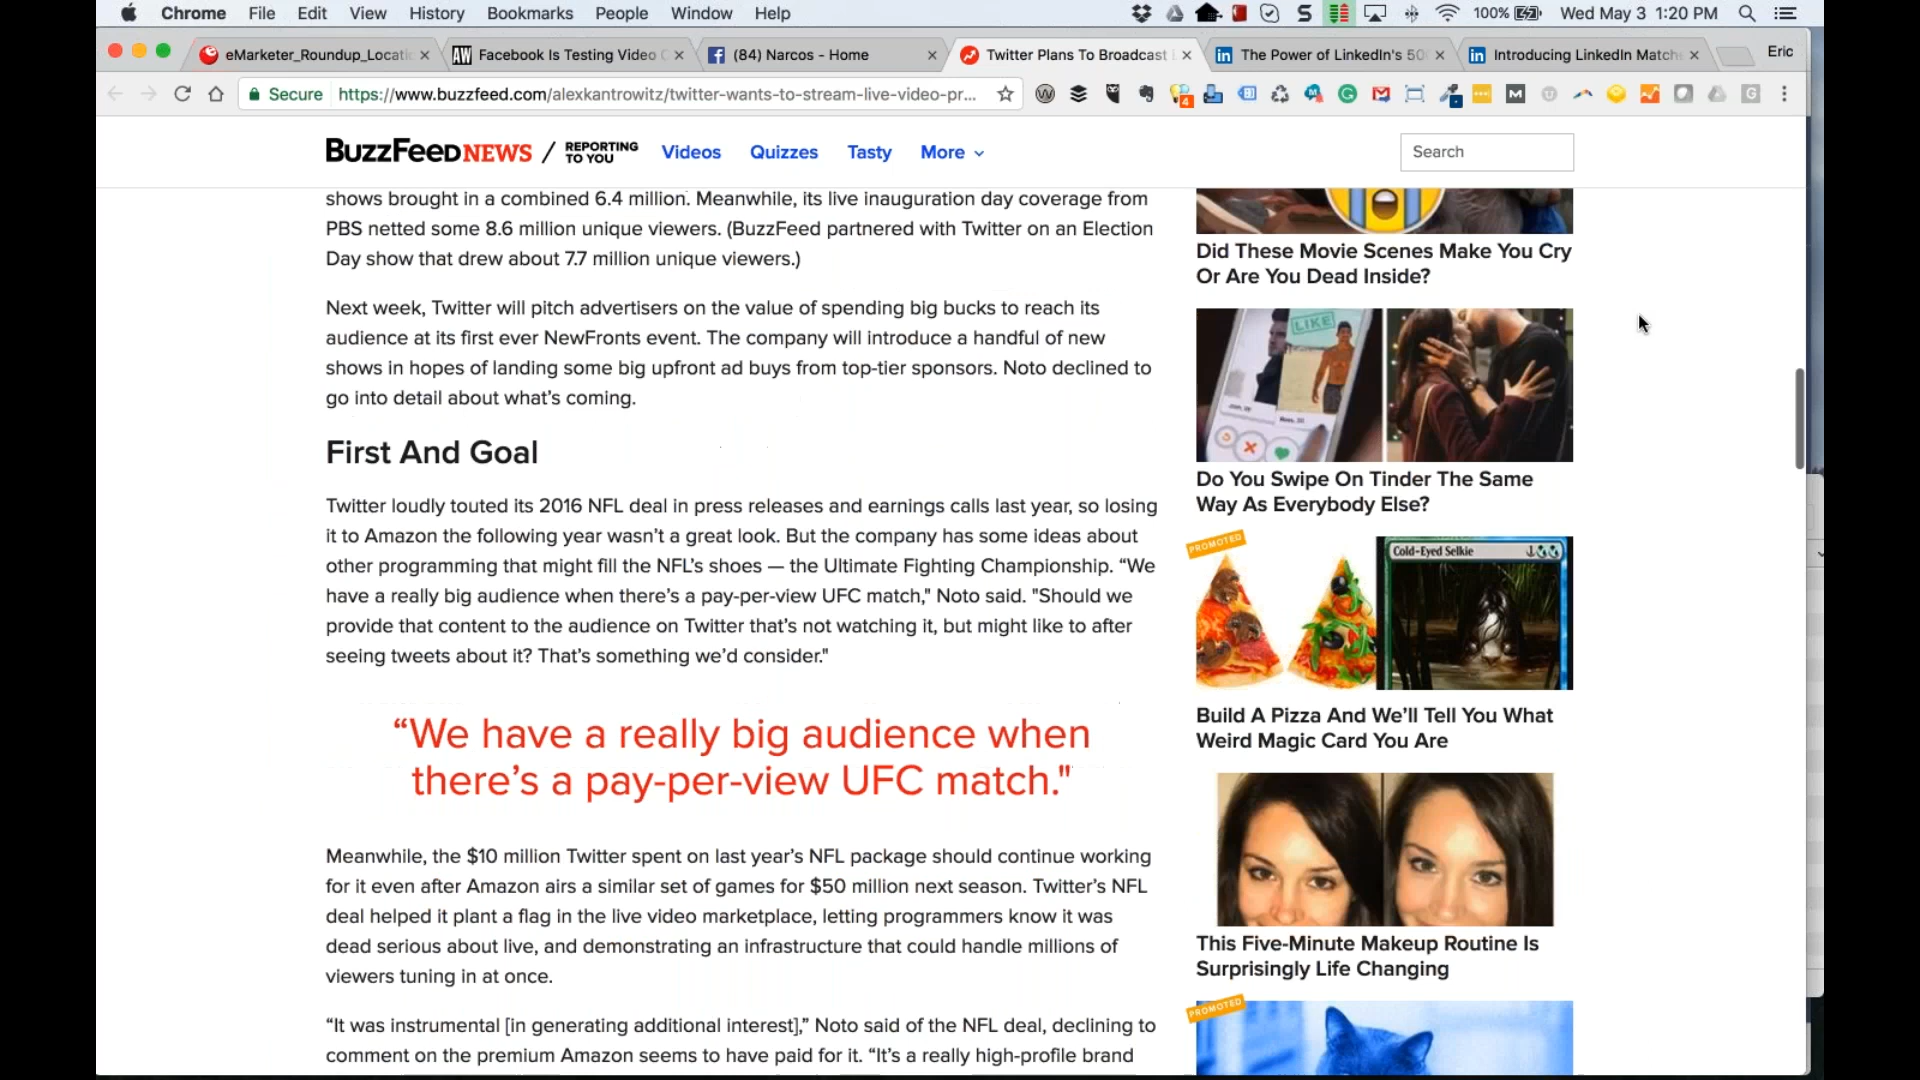 Chrome File Edit View History Bookmarks People Window Help 100% Wed May 3 1:20 PM
eMarketer_Roundup_Locati
Facebook Is Testing Video
(84) Narcos - Home
Twitter Plans To Broadcast
The Power of LinkedIn's 50
Introducing LinkedIn Match
Eric
Secure https://www.buzzfeed.com/alexkantrowitz/twitter-wants-to-stream-live-video-pr...
BuzzFeedNEWS / REPORTING
TO YOU
Videos Quizzes Tasty More
Search
shows brought in a combined 6.4 million. Meanwhile, its live inauguration day coverage from
PBS netted some 8.6 million unique viewers. (BuzzFeed partnered with Twitter on an Election
Day show that drew about 7.7 million unique viewers.)
Next week, Twitter will pitch advertisers on the value of spending big bucks to reach its
audience at its first ever NewFronts event. The company will introduce a handful of new
shows in hopes of landing some big upfront ad buys from top-tier sponsors. Noto declined to
go into detail about what’s coming.
First And Goal
Twitter loudly touted its 2016 NFL deal in press releases and earnings calls last year, so losing
it to Amazon the following year wasn’t a great look. But the company has some ideas about
other programming that might fill the NFL’s shoes — the Ultimate Fighting Championship. “We
have a really big audience when there’s a pay-per-view UFC match," Noto said. "Should we
provide that content to the audience on Twitter that’s not watching it, but might like to after
seeing tweets about it? That’s something we’d consider."
“We have a really big audience when
there’s a pay-per-view UFC match."
Meanwhile, the $10 million Twitter spent on last year’s NFL package should continue working
for it even after Amazon airs a similar set of games for $50 million next season. Twitter’s NFL
deal helped it plant a flag in the live video marketplace, letting programmers know it was
dead serious about live, and demonstrating an infrastructure that could handle millions of
viewers tuning in at once.
“It was instrumental [in generating additional interest],” Noto said of the NFL deal, declining to
comment on the premium Amazon seems to have paid for it. “It’s a really high-profile brand
Did These Movie Scenes Make You Cry
Or Are You Dead Inside?
LIKE
Do You Swipe On Tinder The Same
Way As Everybody Else?
PROMOTED
Cold-Eyed Selkie
Build A Pizza And We’ll Tell You What
Weird Magic Card You Are
This Five-Minute Makeup Routine Is
Surprisingly Life Changing
PROMOTED